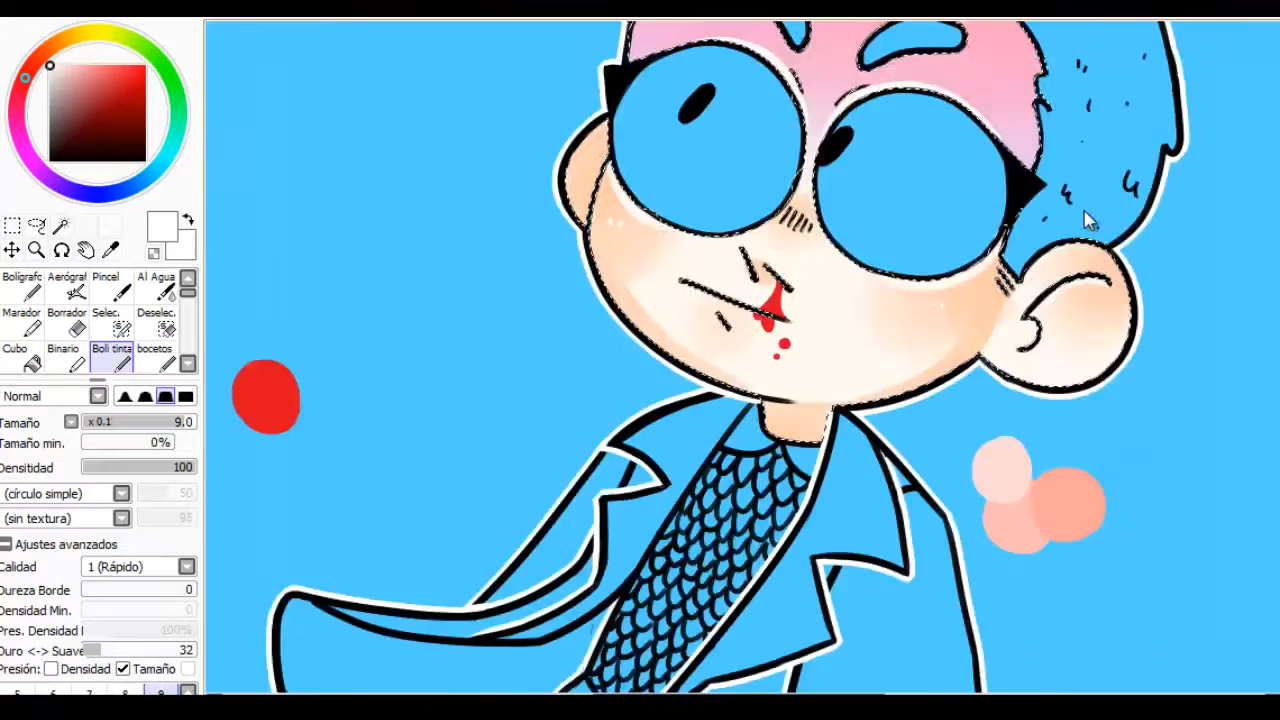 Bolígrafc Aerógraf Pincel Al Agua
Marador Borrador Selec. Deselec.
Cubo Binario Boli tinta bocetos
Normal
Tamaño x 0.1 9.0
Tamaño min. 0%
Densitidad 100
(círculo simple) 50
(sin textura) 95
Ajustes avanzados
Calidad 1 (Rápido)
Dureza Borde 0
Densidad Min. 0
Pres. Densidad 100%
Duro <-> Suave 32
Presión: Densidad Tamaño